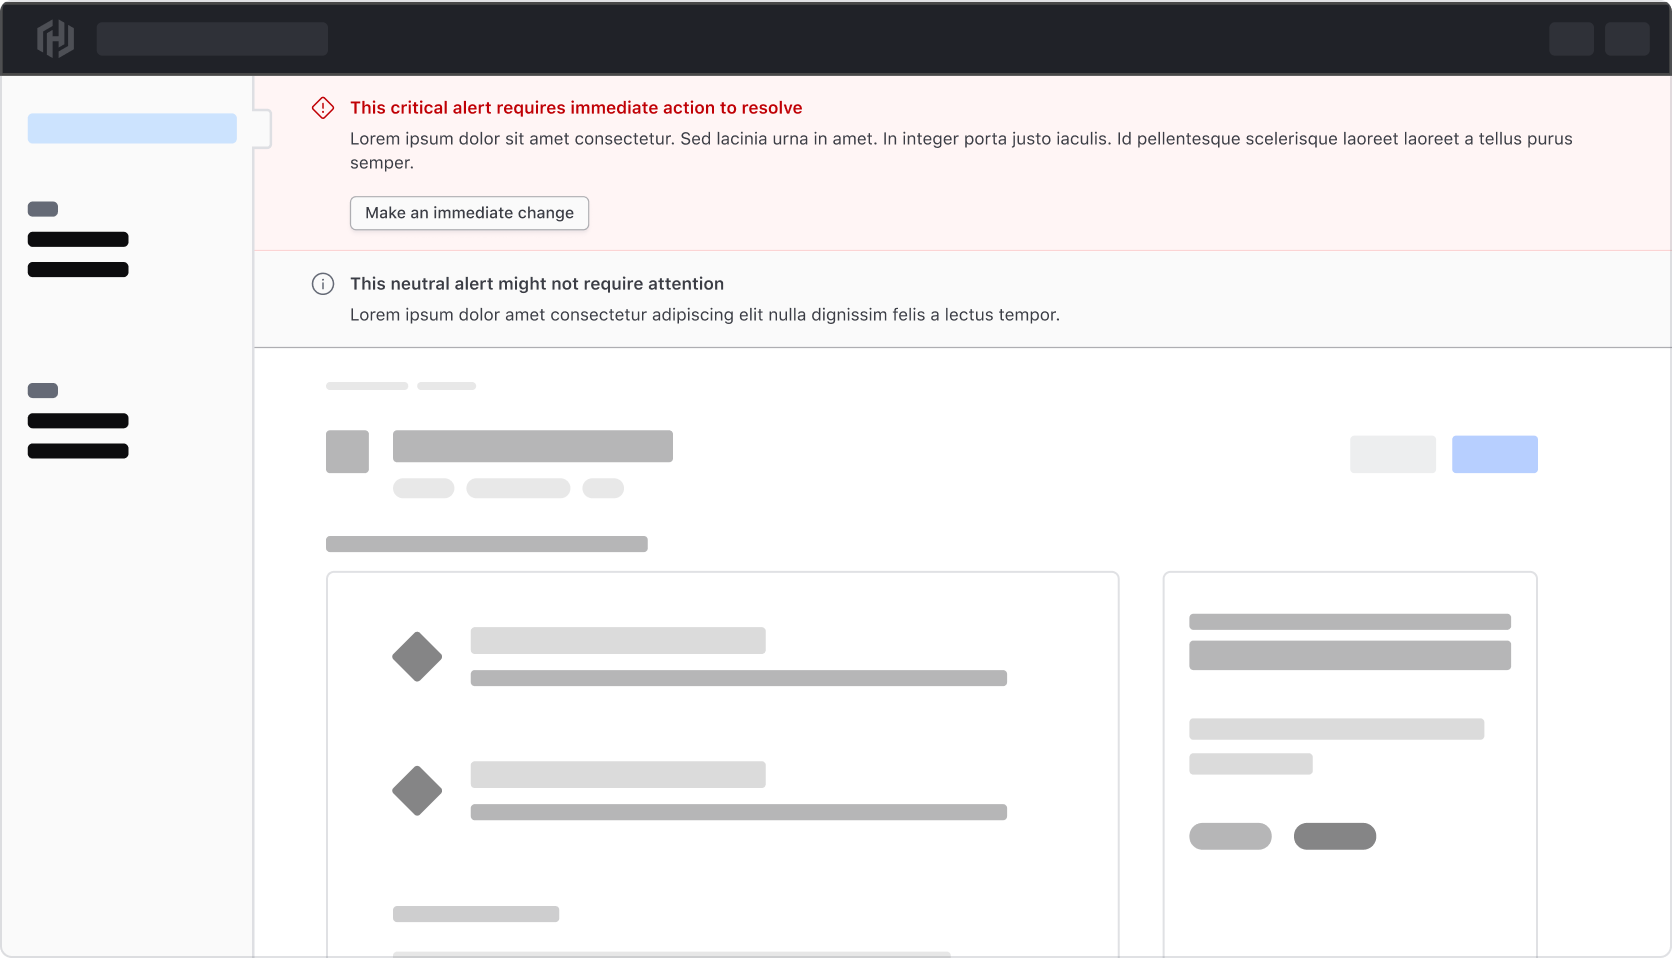 This critical alert requires immediate action to resolve
Lorem ipsum dolor sit amet consectetur. Sed lacinia urna in amet. In integer porta justo iaculis. Id pellentesque scelerisque laoreet laoreet a tellus purus
semper.
Make an immediate change
This neutral alert might not require attention
Lorem ipsum dolor amet consectetur adipiscing elit nulla dignissim felis a lectus tempor.